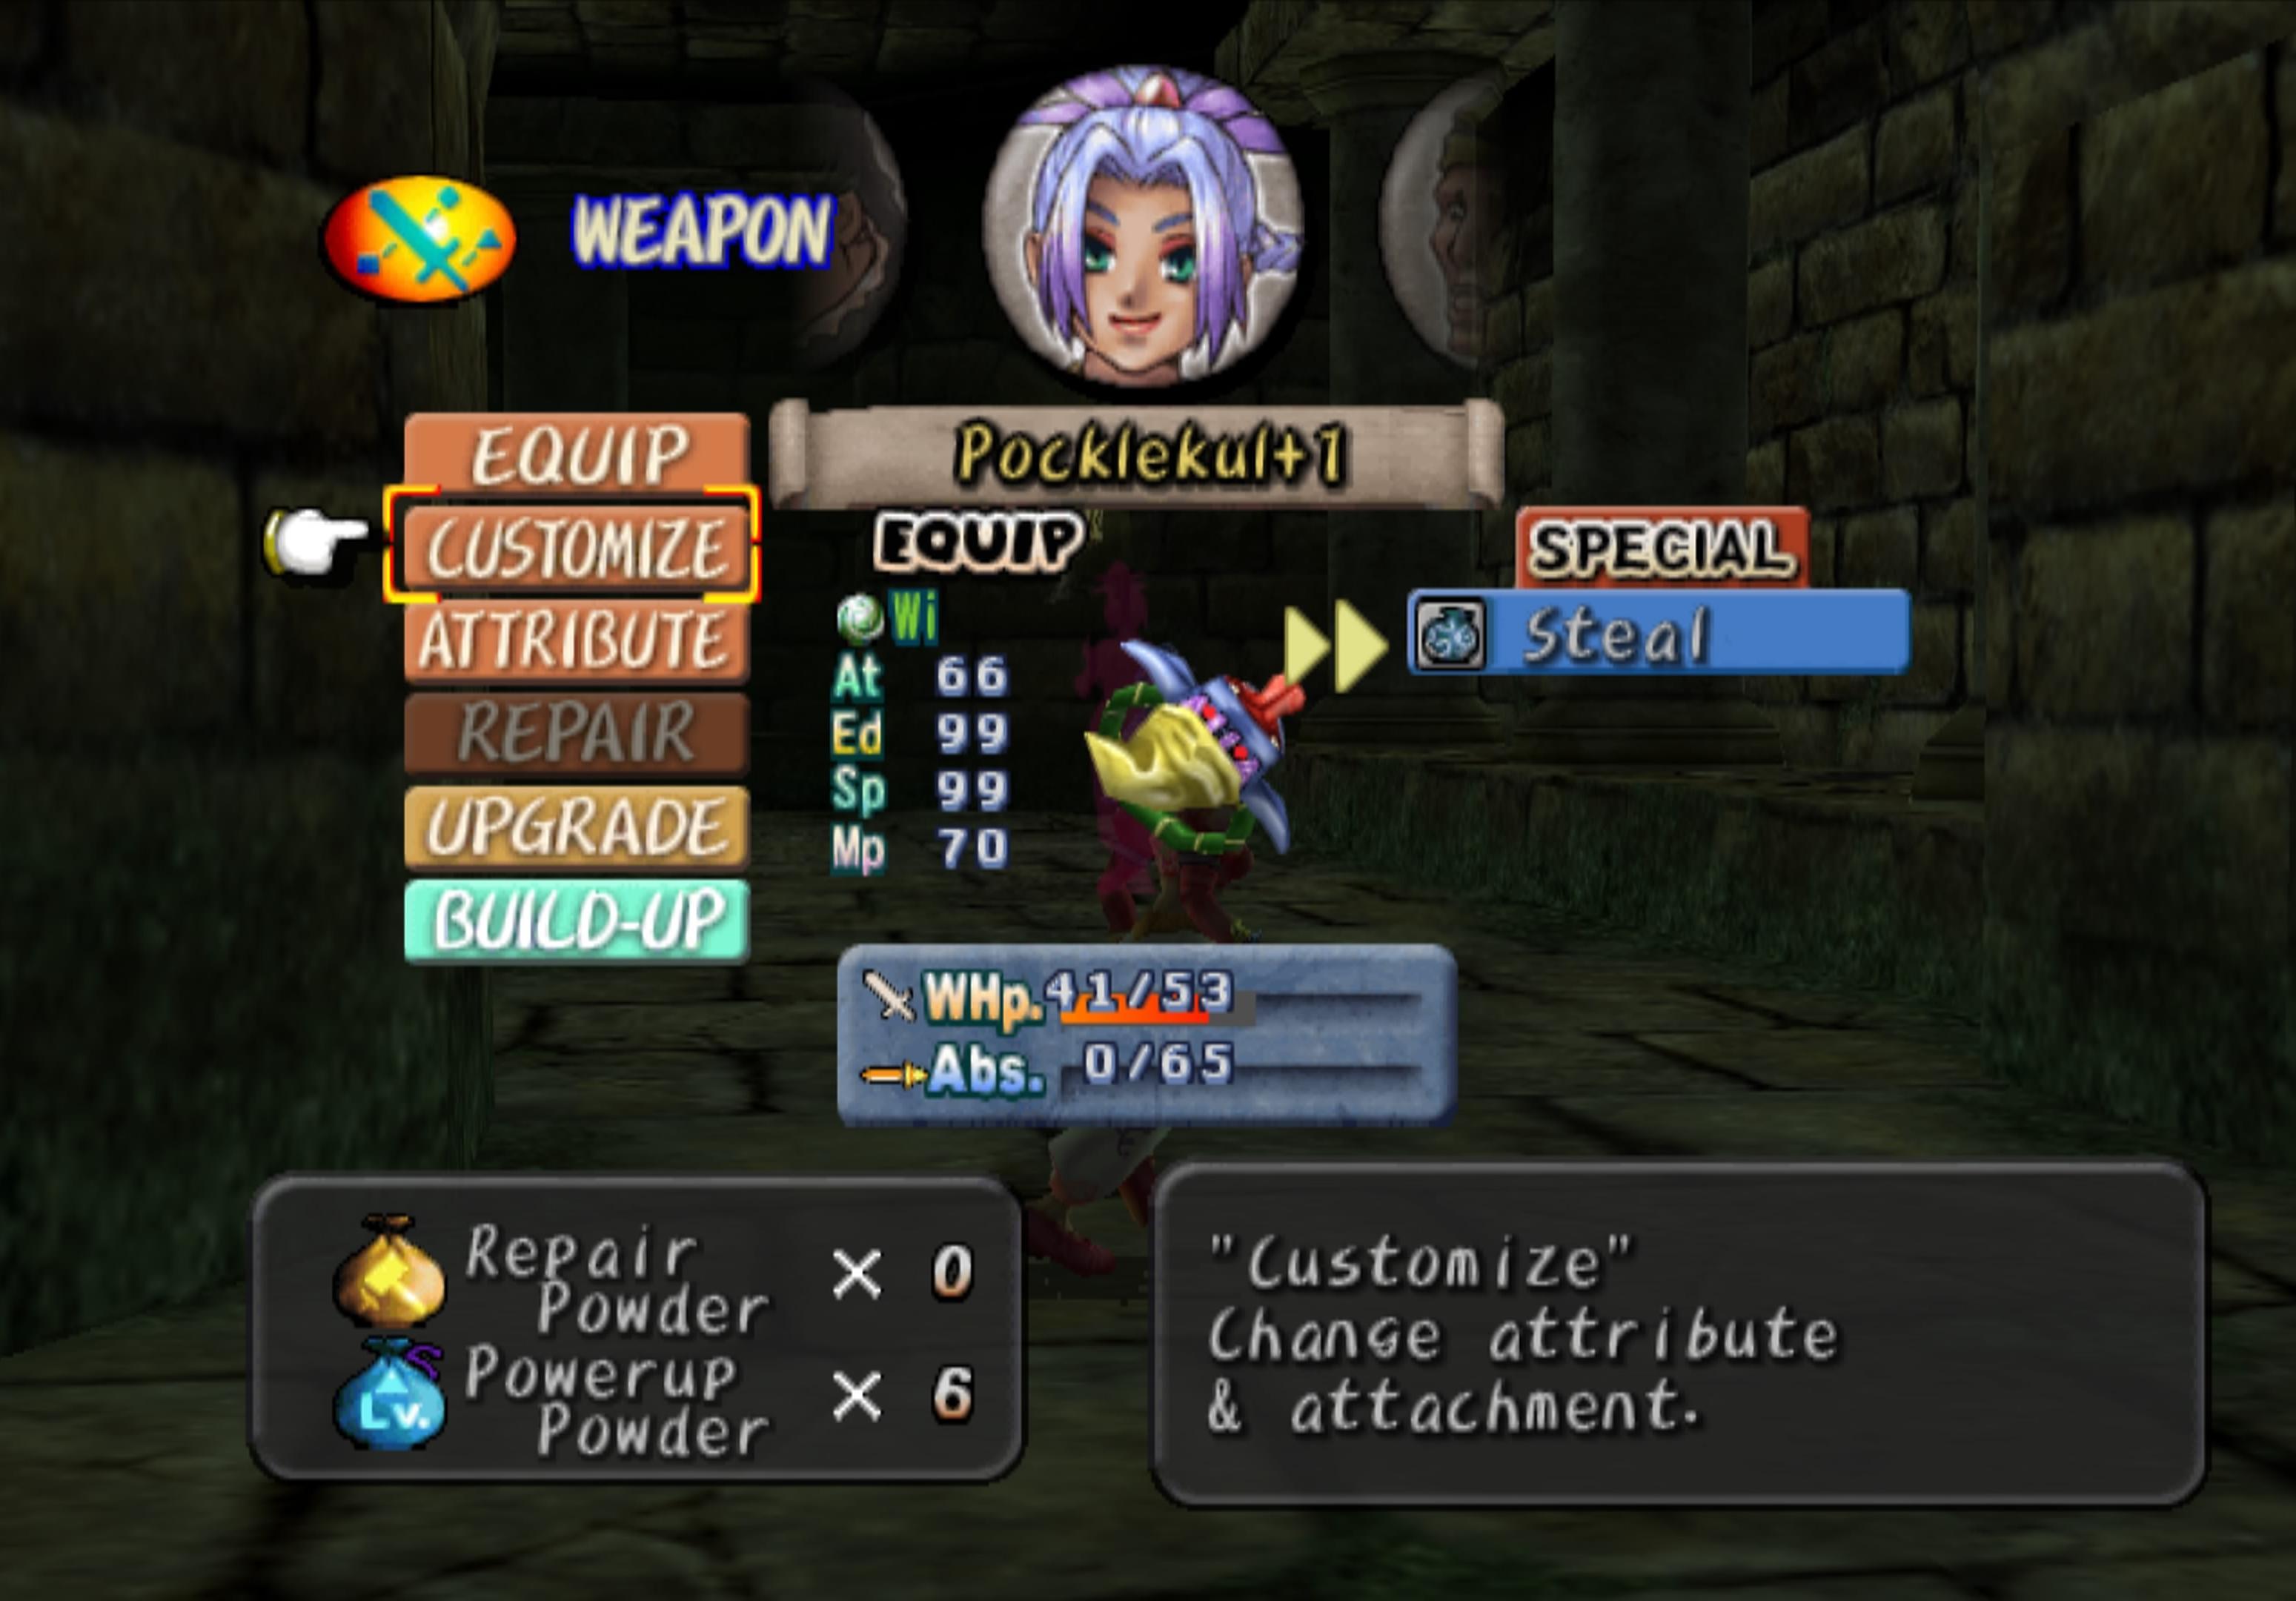 WEAPON
Pocklekul+1
EQUIP
CUSTOMIZE
ATTRIBUTE
REPAIR
UPGRADE
BUILD-UP
EQUIP
Wi
At 66
Ed 99
Sp 99
Mp 70
SPECIAL
Steal
WHp. 41/53
Abs. 0/65
Repair
Powder × 0
Lv.
Powerup
Powder × 6
"Customize"
Change attribute
& attachment.